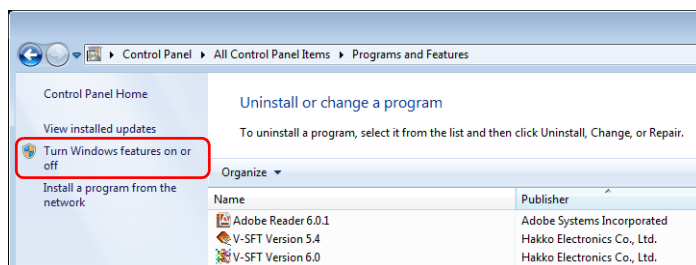 Control Panel ▸ All Control Panel Items ▸ Programs and Features
Control Panel Home
View installed updates
Turn Windows features on or
off
Install a program from the
network
Uninstall or change a program
To uninstall a program, select it from the list and then click Uninstall, Change, or Repair.
Organize ▾
Name Publisher
Adobe Reader 6.0.1 Adobe Systems Incorporated
V-SFT Version 5.4 Hakko Electronics Co., Ltd.
V-SFT Version 6.0 Hakko Electronics Co., Ltd.